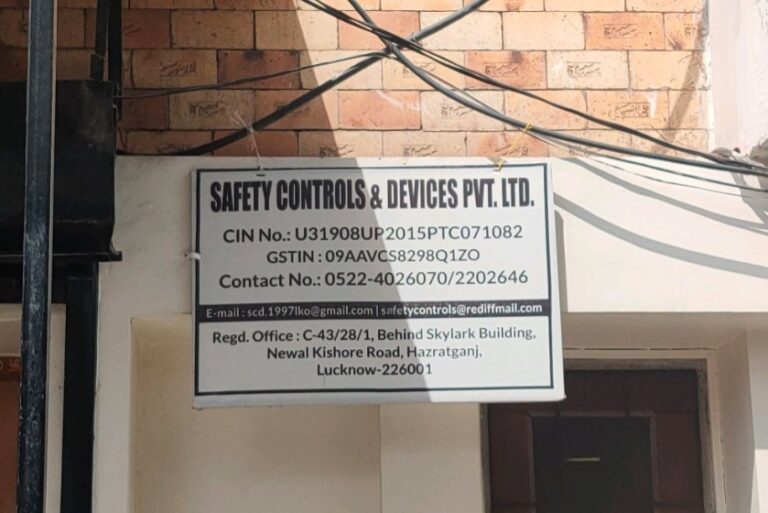 SAFETY CONTROLS & DEVICES PVT. LTD.
CIN No.: U31908UP2015PTC071082
GSTIN : 09AAVCS8298Q1ZO
Contact No.: 0522-4026070/2202646
E-mail : scd.1997lko@gmail.com | safetycontrols@rediffmail.com
Regd. Office : C-43/28/1, Behind Skylark Building,
Newal Kishore Road, Hazratganj,
Lucknow-226001